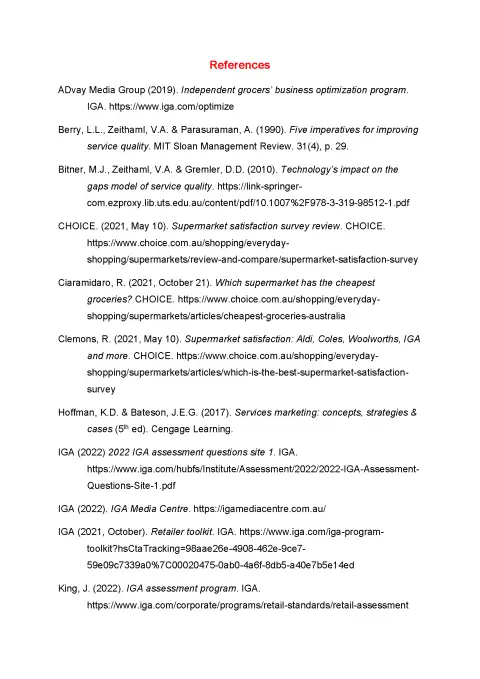 References
ADvay Media Group (2019). Independent grocers’ business optimization program.
IGA. https://www.iga.com/optimize
Berry, L.L., Zeithaml, V.A. & Parasuraman, A. (1990). Five imperatives for improving
service quality. MIT Sloan Management Review. 31(4), p. 29.
Bitner, M.J., Zeithaml, V.A. & Gremler, D.D. (2010). Technology’s impact on the
gaps model of service quality. https://link-springer-
com.ezproxy.lib.uts.edu.au/content/pdf/10.1007%2F978-3-319-98512-1.pdf
CHOICE. (2021, May 10). Supermarket satisfaction survey review. CHOICE.
https://www.choice.com.au/shopping/everyday-
shopping/supermarkets/review-and-compare/supermarket-satisfaction-survey
Ciaramidaro, R. (2021, October 21). Which supermarket has the cheapest
groceries? CHOICE. https://www.choice.com.au/shopping/everyday-
shopping/supermarkets/articles/cheapest-groceries-australia
Clemons, R. (2021, May 10). Supermarket satisfaction: Aldi, Coles, Woolworths, IGA
and more. CHOICE. https://www.choice.com.au/shopping/everyday-
shopping/supermarkets/articles/which-is-the-best-supermarket-satisfaction-
survey
Hoffman, K.D. & Bateson, J.E.G. (2017). Services marketing: concepts, strategies &
cases (5th ed). Cengage Learning.
IGA (2022) 2022 IGA assessment questions site 1. IGA.
https://www.iga.com/hubfs/Institute/Assessment/2022/2022-IGA-Assessment-
Questions-Site-1.pdf
IGA (2022). IGA Media Centre. https://igamediacentre.com.au/
IGA (2021, October). Retailer toolkit. IGA. https://www.iga.com/iga-program-
toolkit?hsCtaTracking=98aae26e-4908-462e-9ce7-
59e09c7339a0%7C00020475-0ab0-4a6f-8db5-a40e7b5e14ed
King, J. (2022). IGA assessment program. IGA.
https://www.iga.com/corporate/programs/retail-standards/retail-assessment